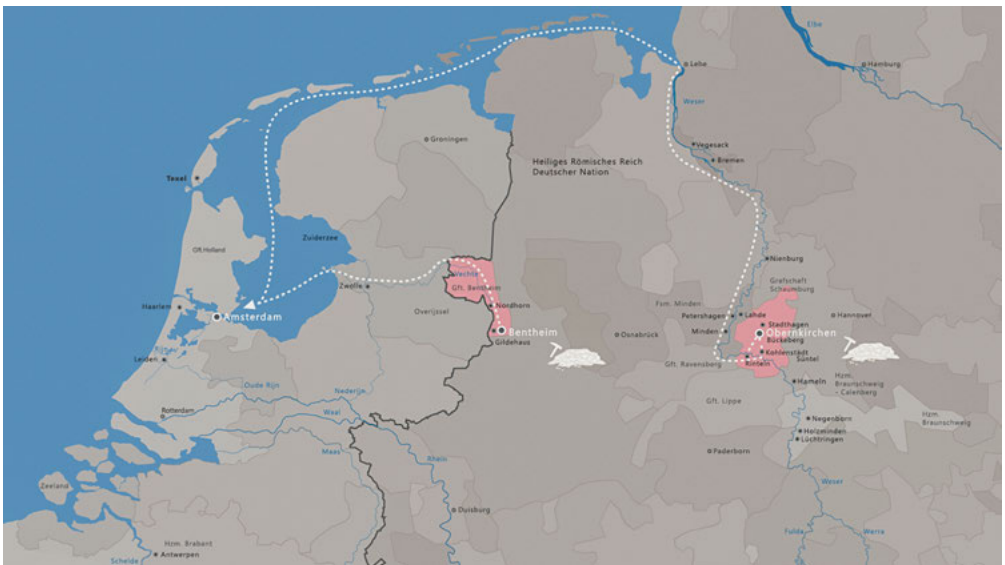 Elbe
Hamburg
Lehe
Weser
Groningen
Vegesack
Bremen
Heiliges Römisches Reich
Deutscher Nation
Texel
Gft. Holland
Zuiderzee
Nienburg
Vechte
Zwolle
Gft. Bentheim
Grafschaft
Schaumburg
Haarlem
Nordhorn
Overijssel
Fsm. Minden
Petershagen
Lahde
Hannover
Amsterdam
Stadthagen
Bentheim
Osnabrück
Minden
Obernkirchen
Gildehaus
Bückeberg
Leiden
Kohlenstädt
Süntel
Rinteln
Gft. Ravensberg
Hzm.
Braunschweig
- Calenberg
Hameln
Oude Rijn
Nederijn
Gft. Lippe
Rotterdam
Waal
Negenborn
Hzm.
Braunschweig
Holzminden
Lüchtringen
Maas
Rhein
Paderborn
Zeeland
Weser
Duisburg
Fulda
Werra
Hzm. Brabant
Antwerpen
Schelde